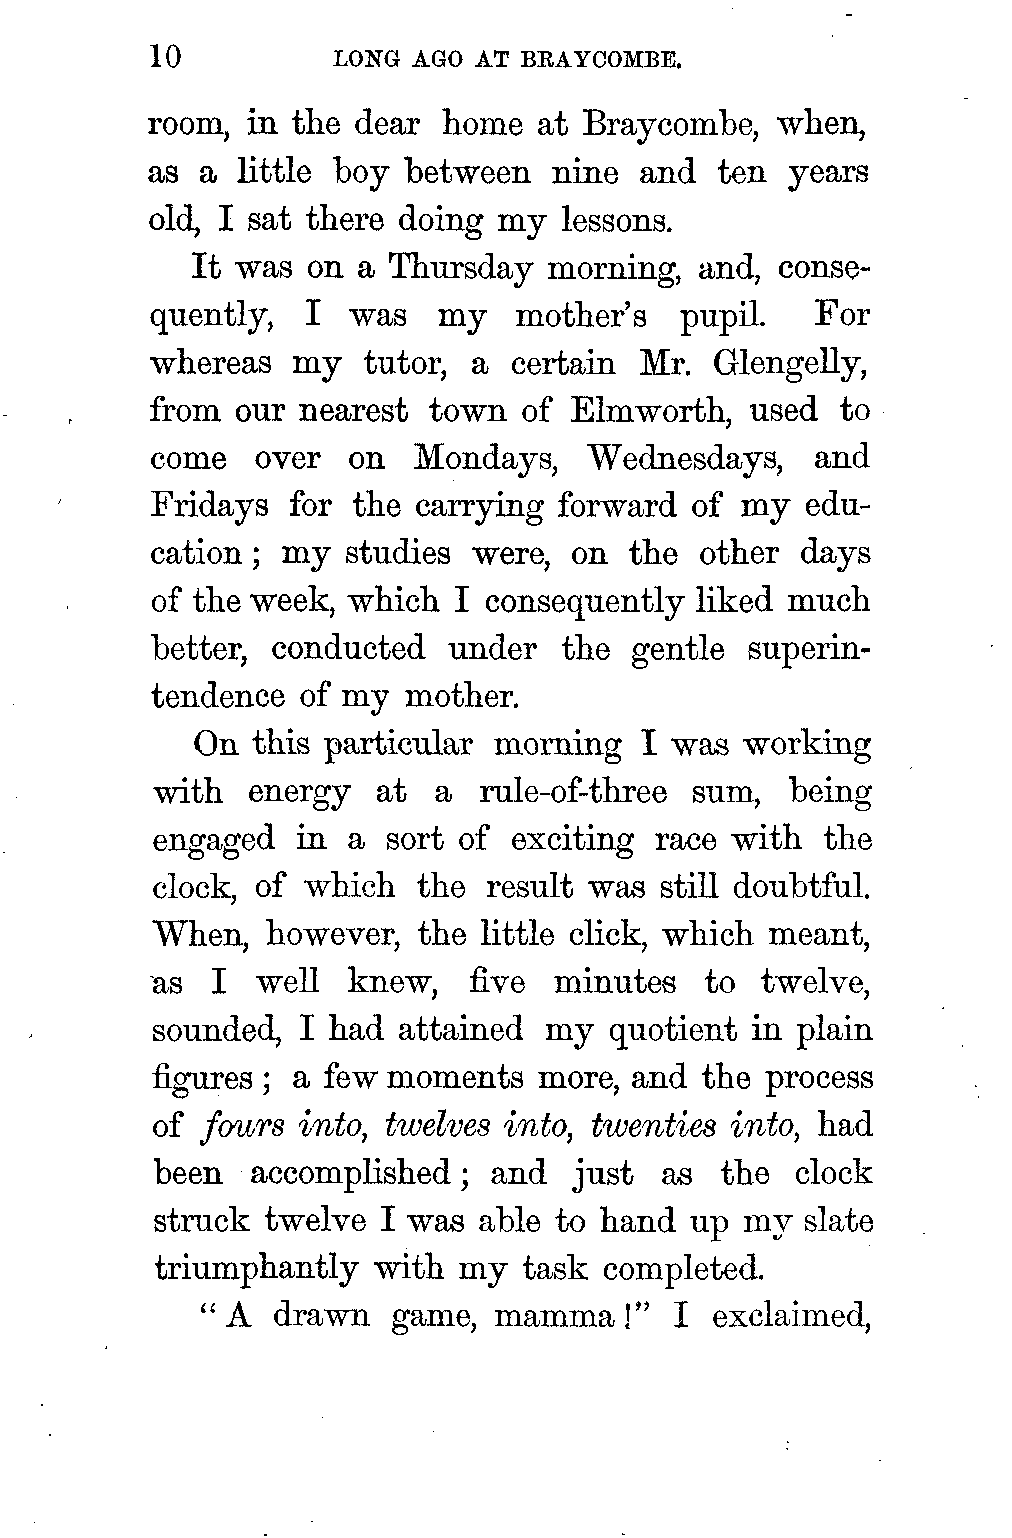 10 LONG AGO AT BRAYCOMBE.
room, in the dear home at Braycombe, when,
as a little boy between nine and ten years
old, I sat there doing my lessons.
It was on a Thursday morning, and, conse-
quently, I was my mother's pupil. For
whereas my tutor, a certain Mr. Glengelly,
from our nearest town of Elmworth, used to
come over on Mondays, Wednesdays, and
Fridays for the carrying forward of my edu-
cation ; my studies were, on the other days
of the week, which I consequently liked much
better, conducted under the gentle superin-
tendence of my mother.
On this particular morning I was working
with energy at a rule-of-three sum, being
engaged in a sort of exciting race with the
clock, of which the result was still doubtful.
When, however, the little click, which meant,
as I well knew, five minutes to twelve,
sounded, I had attained my quotient in plain
figures ; a few moments more, and the process
of fours into, twelves into, twenties into, had
been accomplished ; and just as the clock
struck twelve I was able to hand up my slate
triumphantly with my task completed.
“ A drawn game, mamma !” I exclaimed,